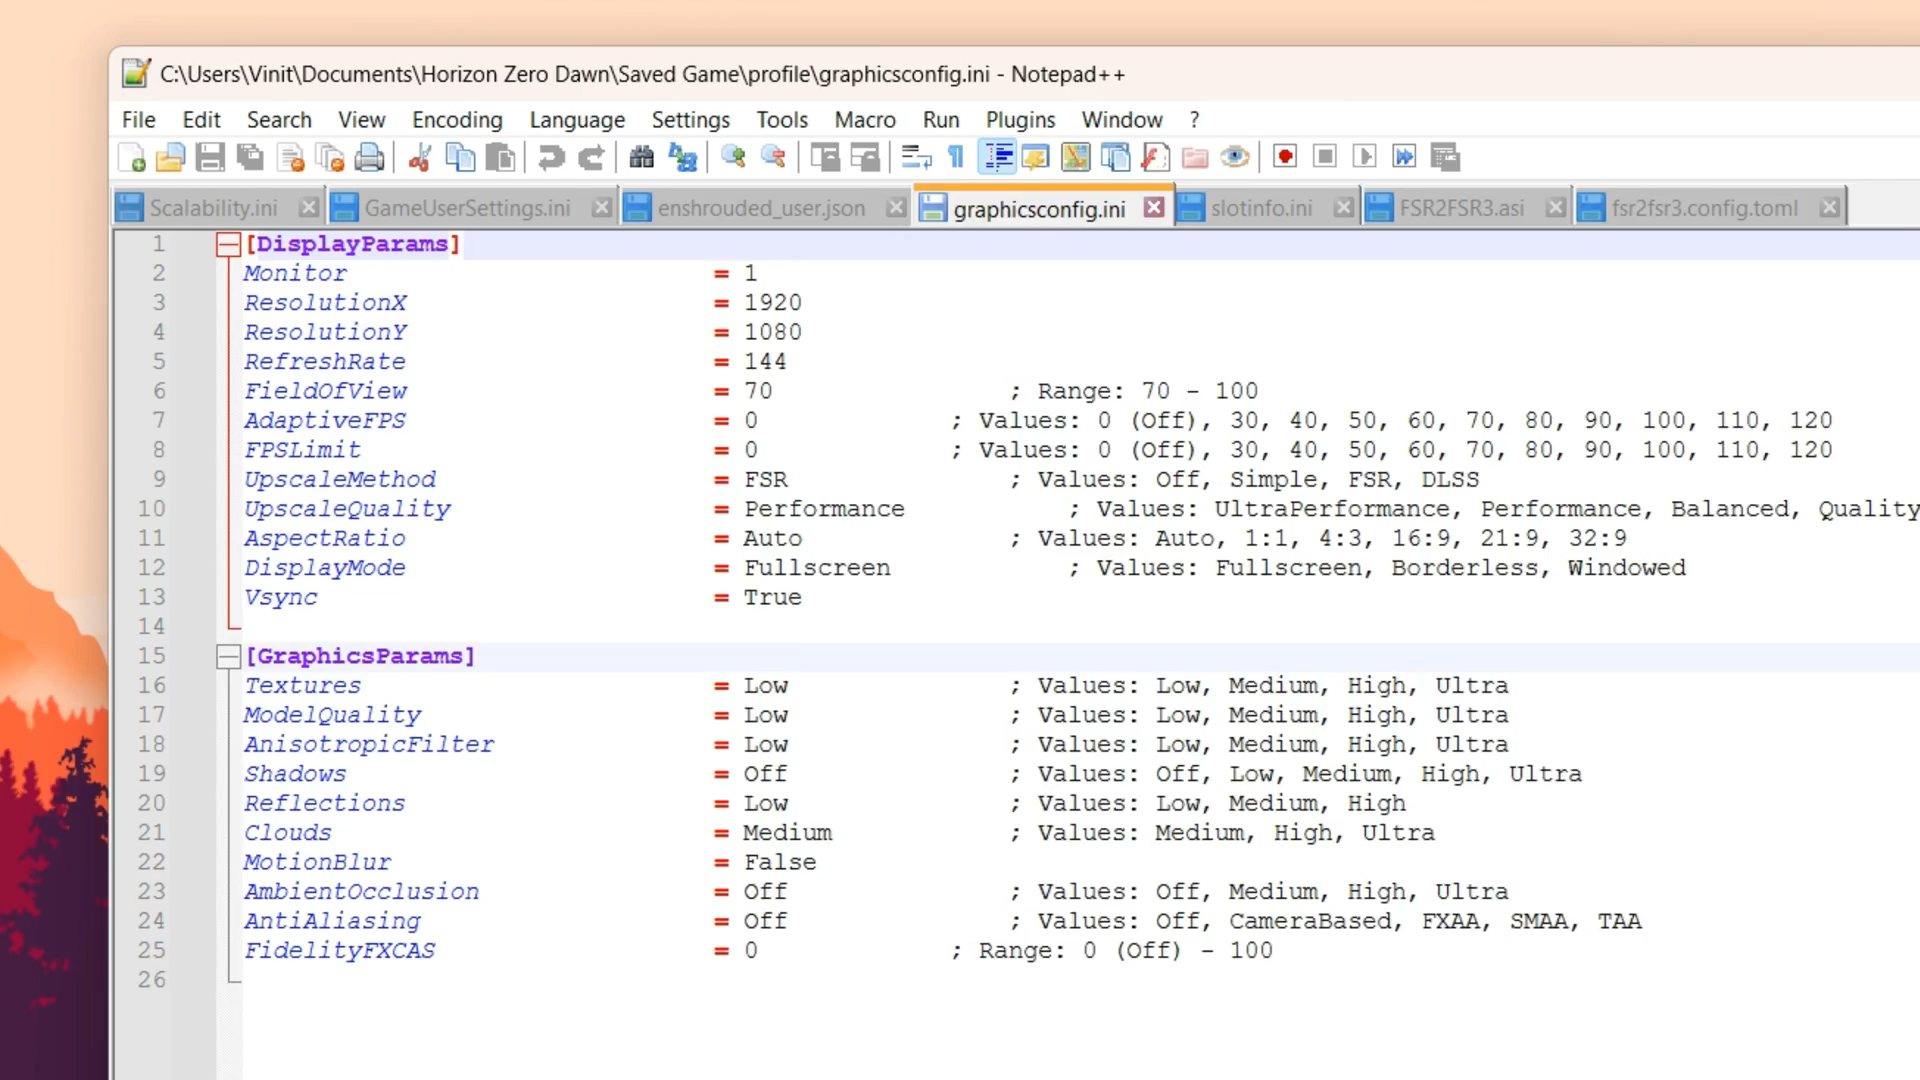 C:\Users\Vinit\Documents\Horizon Zero Dawn\Saved Game\profile\graphicsconfig.ini - Notepad++
File Edit Search View Encoding Language Settings Tools Macro Run Plugins Window ?
Scalability.ini GameUserSettings.ini enshrouded_user.json graphicsconfig.ini slotinfo.ini FSR2FSR3.asi fsr2fsr3.config.toml
1 [DisplayParams]
2 Monitor = 1
3 ResolutionX = 1920
4 ResolutionY = 1080
5 RefreshRate = 144
6 FieldOfView = 70 ; Range: 70 - 100
7 AdaptiveFPS = 0 ; Values: 0 (Off), 30, 40, 50, 60, 70, 80, 90, 100, 110, 120
8 FPSLimit = 0 ; Values: 0 (Off), 30, 40, 50, 60, 70, 80, 90, 100, 110, 120
9 UpscaleMethod = FSR ; Values: Off, Simple, FSR, DLSS
10 UpscaleQuality = Performance ; Values: UltraPerformance, Performance, Balanced, Quality
11 AspectRatio = Auto ; Values: Auto, 1:1, 4:3, 16:9, 21:9, 32:9
12 DisplayMode = Fullscreen ; Values: Fullscreen, Borderless, Windowed
13 Vsync = True
14
15 [GraphicsParams]
16 Textures = Low ; Values: Low, Medium, High, Ultra
17 ModelQuality = Low ; Values: Low, Medium, High, Ultra
18 AnisotropicFilter = Low ; Values: Low, Medium, High, Ultra
19 Shadows = Off ; Values: Off, Low, Medium, High, Ultra
20 Reflections = Low ; Values: Low, Medium, High
21 Clouds = Medium ; Values: Medium, High, Ultra
22 MotionBlur = False
23 AmbientOcclusion = Off ; Values: Off, Medium, High, Ultra
24 AntiAliasing = Off ; Values: Off, CameraBased, FXAA, SMAA, TAA
25 FidelityFXCAS = 0 ; Range: 0 (Off) - 100
26